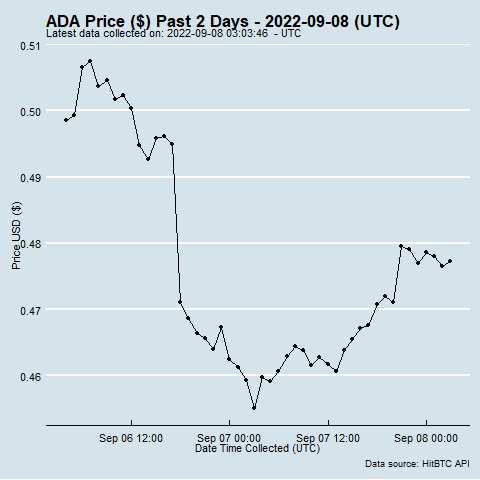 ADA Price ($) Past 2 Days - 2022-09-08 (UTC)
Latest data collected on: 2022-09-08 03:03:46 - UTC
0.51
0.50
0.49
0.48
0.47
0.46
Price USD ($)
Sep 06 12:00 Sep 07 00:00 Sep 07 12:00 Sep 08 00:00
Date Time Collected (UTC)
Data source: HitBTC API